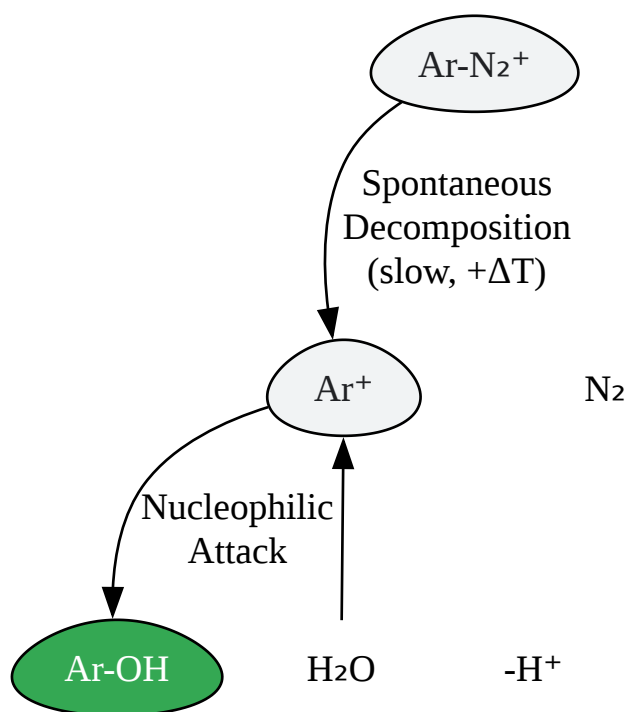 Ar-N₂⁺
Spontaneous
Decomposition
(slow, +ΔT)
Ar⁺
N₂
Nucleophilic
Attack
Ar-OH
H₂O
-H⁺